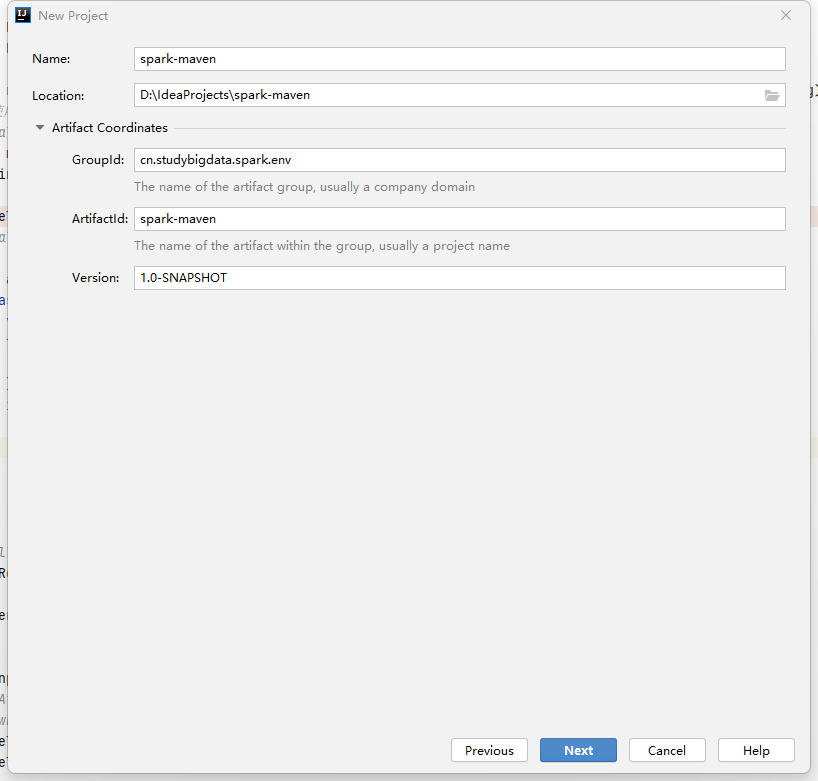 New Project
Name: spark-maven
Location: D:\IdeaProjects\spark-maven
Artifact Coordinates
GroupId: cn.studybigdata.spark.env
The name of the artifact group, usually a company domain
ArtifactId: spark-maven
The name of the artifact within the group, usually a project name
Version: 1.0-SNAPSHOT
Previous Next Cancel Help